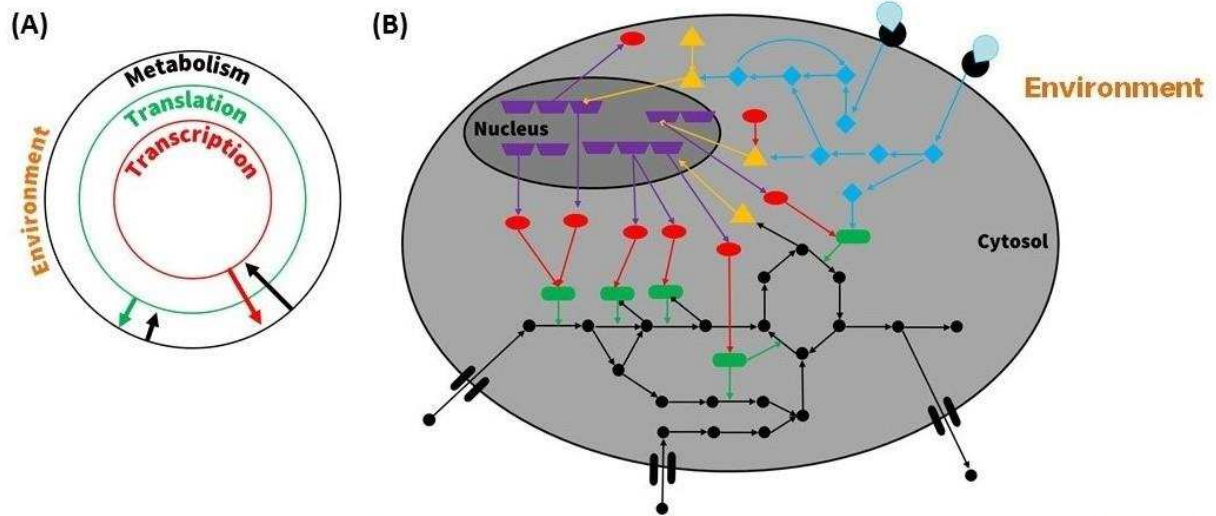 (A)
Metabolism
Translation
Transcription
Environment
(B)
Nucleus
Environment
Cytosol